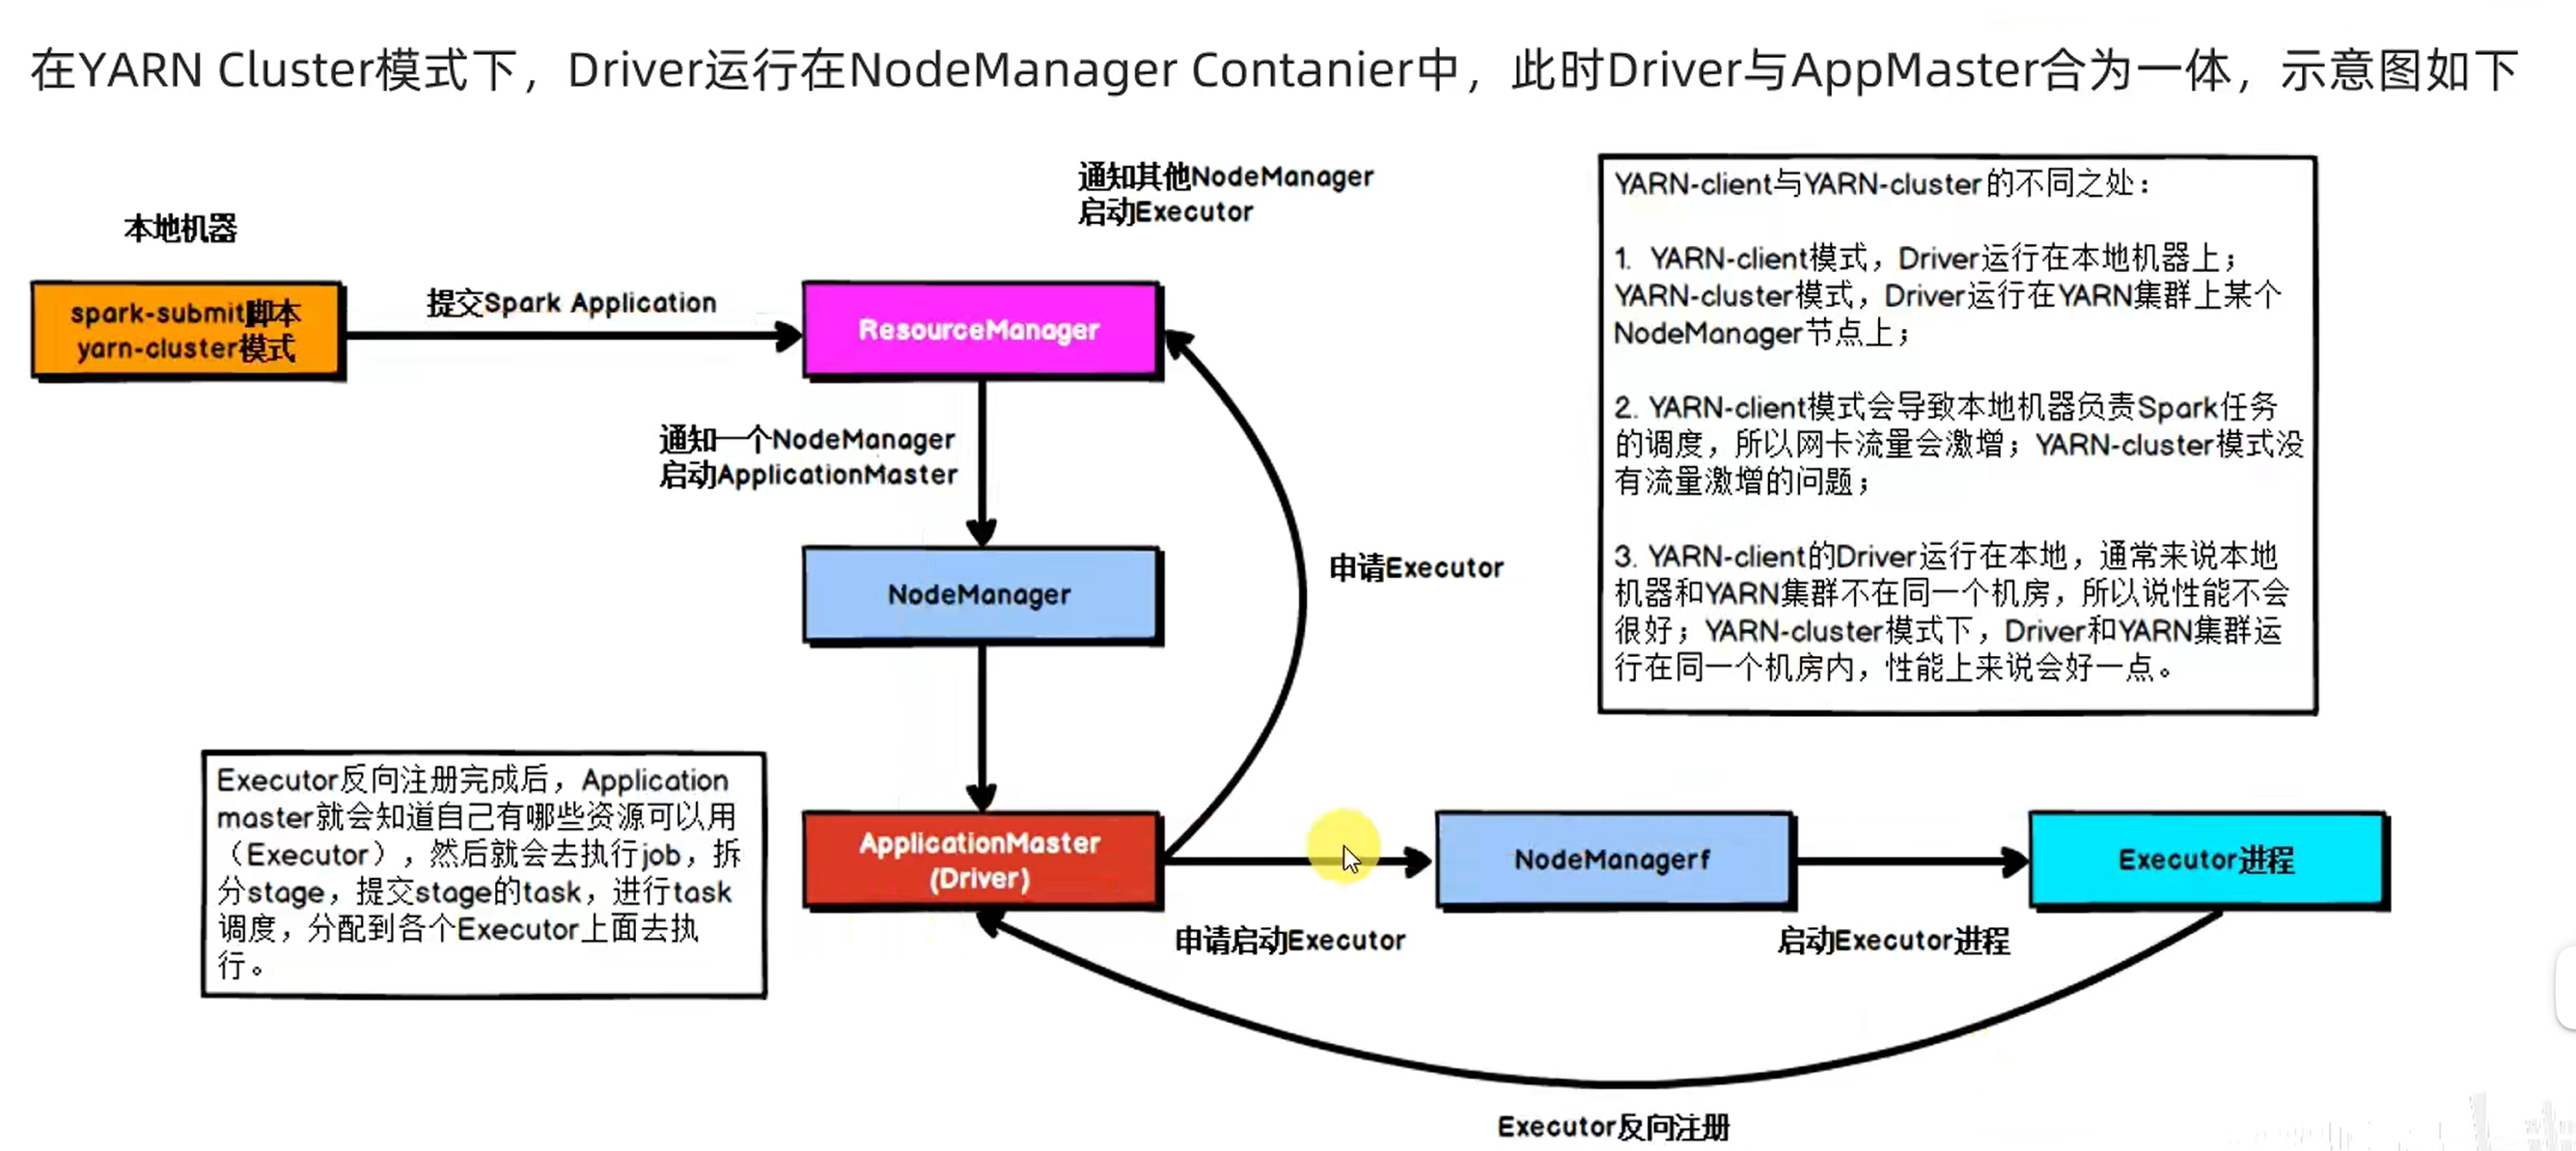 在YARN Cluster模式下，Driver运行在NodeManager Contanier中，此时Driver与AppMaster合为一体，示意图如下
通知其他NodeManager
启动Executor
本地机器
spark-submit脚本
yarn-cluster模式
提交Spark Application
ResourceManager
通知一个NodeManager
启动ApplicationMaster
NodeManager
申请Executor
YARN-client与YARN-cluster的不同之处：
1. YARN-client模式，Driver运行在本地机器上；
YARN-cluster模式，Driver运行在YARN集群上某个
NodeManager节点上；
2. YARN-client模式会导致本地机器负责Spark任务
的调度，所以网卡流量会激增；YARN-cluster模式没
有流量激增的问题；
3. YARN-client的Driver运行在本地，通常来说本地
机器和YARN集群不在同一个机房，所以说性能不会
很好；YARN-cluster模式下，Driver和YARN集群运
行在同一个机房内，性能上来说会好一点。
Executor反向注册完成后，Application
master就会知道自己有哪些资源可以用
（Executor），然后就会去执行job，拆
分stage，提交stage的task，进行task
调度，分配到各个Executor上面去执
行。
ApplicationMaster
(Driver)
申请启动Executor
NodeManagerf
启动Executor进程
Executor进程
Executor反向注册